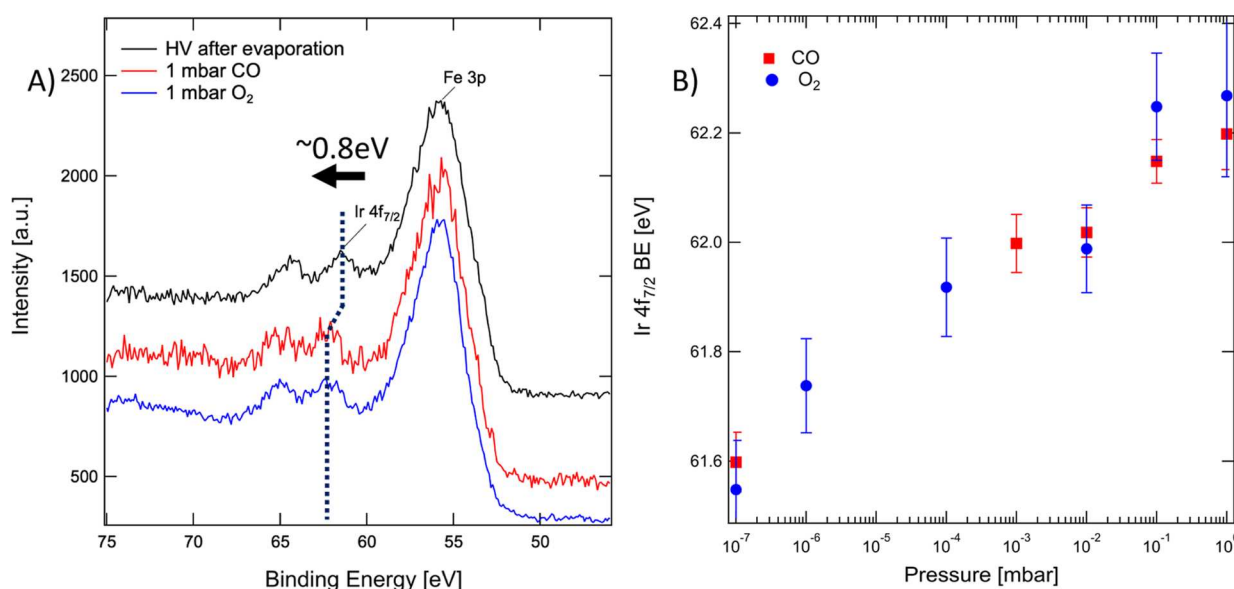 A)
HV after evaporation
1 mbar CO
1 mbar O₂
Fe 3p
~0.8eV
Ir 4f7/2
2500
2000
1500
1000
500
Intensity [a.u.]
75 70 65 60 55 50
Binding Energy [eV]
B)
CO
O₂
62.4
62.2
62.0
61.8
61.6
Ir 4f7/2 BE [eV]
10⁻⁷ 10⁻⁶ 10⁻⁵ 10⁻⁴ 10⁻³ 10⁻² 10⁻¹ 10⁰
Pressure [mbar]